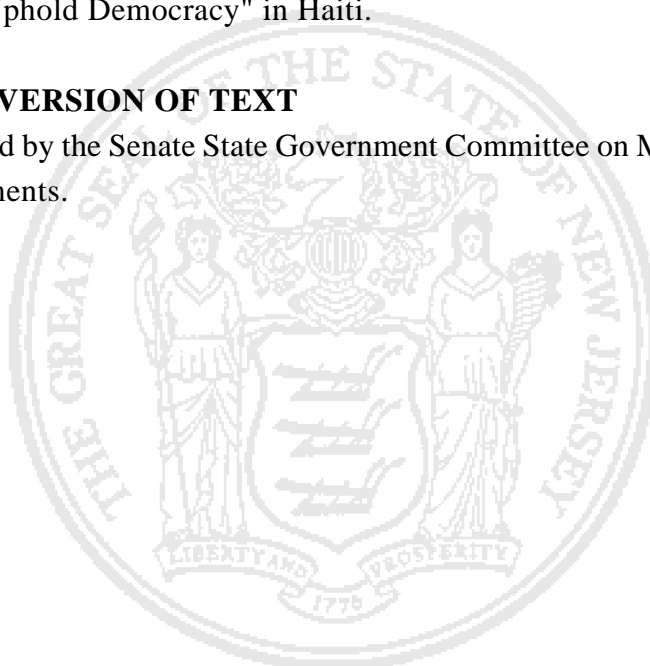 phold Democracy" in Haiti.
VERSION OF TEXT
d by the Senate State Government Committee on M
nents.
THE GREAT SEAL OF THE STATE OF NEW JERSEY
LIBERTY AND PROSPERITY
1776